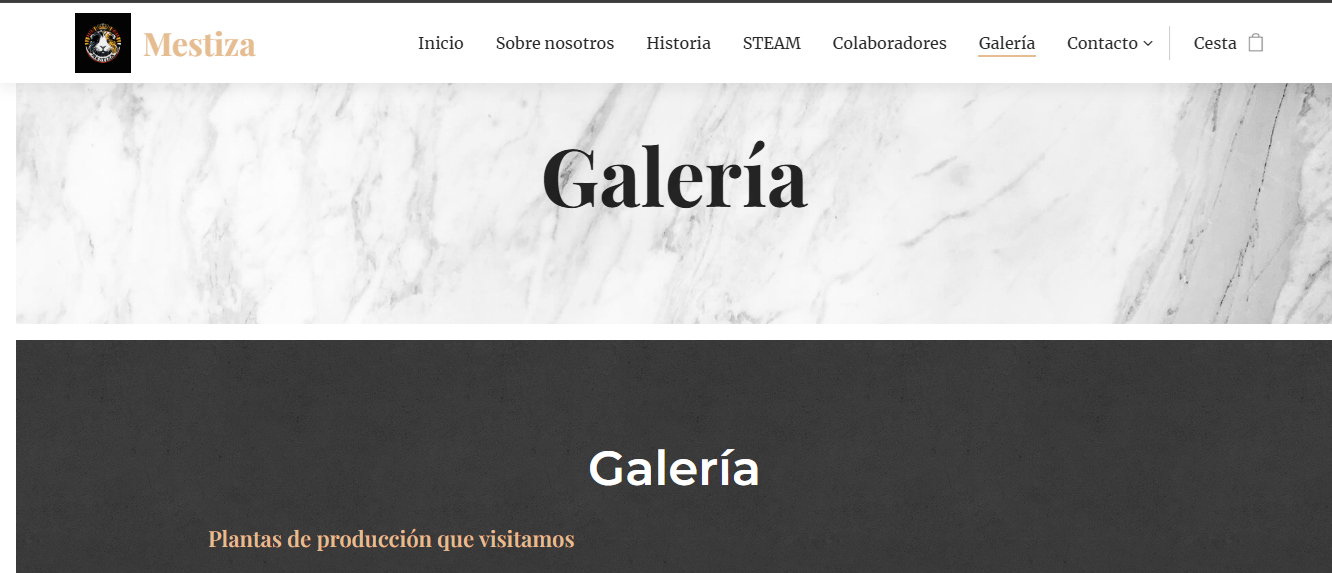 Mestiza
Inicio Sobre nosotros Historia STEAM Colaboradores Galería Contacto Cesta
Galería
Galería
Plantas de producción que visitamos